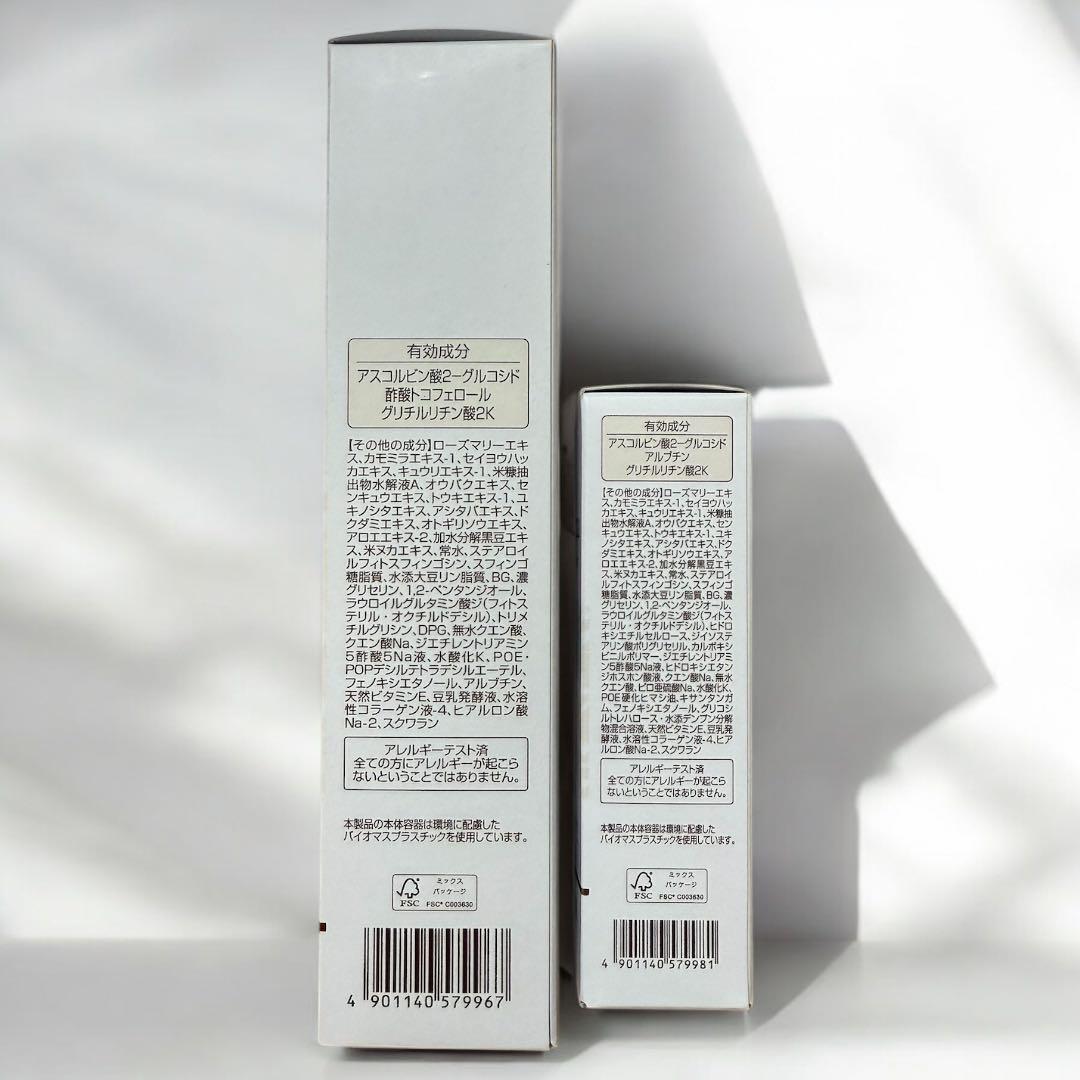 有効成分
アスコルビン酸2-グルコシド
酢酸トコフェロール
グリチルリチン酸2K
【その他の成分】ローズマリーエキ
ス、カモミラエキス-1、セイヨウハッ
カエキス、キュウリエキス-1、米糠抽
出物水解液A、オウバクエキス、セ
ンキュウエキス、トウキエキス-1、ユ
キノシタエキス、アシタバエキス、ド
クダミエキス、オトギリソウエキス、
アロエエキス-2、加水分解黒豆エキ
ス、米ヌカエキス、常水、ステアロイ
ルフィトスフィンゴシン、スフィンゴ
糖脂質、水添大豆リン脂質、BG、濃
グリセリン、1,2-ペンタンジオール、
ラウロイルグルタミン酸ジ(フィトス
テリル・オクチルドデシル)、トリメ
チルグリシン、DPG、無水クエン酸、
クエン酸Na、ジエチレントリアミン
5酢酸5Na液、水酸化K、POE・
POPデシルテトラデシルエーテル、
フェノキシエタノール、アルブチン、
天然ビタミンE、豆乳発酵液、水溶
性コラーゲン液-4、ヒアルロン酸
Na-2、スクワラン
アレルギーテスト済
全ての方にアレルギーが起こら
ないということではありません。
本製品の本体容器は環境に配慮した
バイオマスプラスチックを使用しています。
ミックス
パッケージ
FSC
FSC® C003630
4 901140 579967
有効成分
アスコルビン酸2-グルコシド
アルブチン
グリチルリチン酸2K
【その他の成分】ローズマリーエキ
ス、カモミラエキス-1、セイヨウハッ
カエキス、キュウリエキス-1、米糠抽
出物水解液A、オウバクエキス、セン
キュウエキス、トウキエキス-1、ユキ
ノシタエキス、アシタバエキス、ドク
ダミエキス、オトギリソウエキス、ア
ロエエキス-2、加水分解黒豆エキス
、米ヌカエキス、常水、ステアロイ
ルフィトスフィンゴシン、スフィンゴ
糖脂質、水添大豆リン脂質、BG、濃
グリセリン、1,2-ペンタンジオール、
ラウロイルグルタミン酸ジ(フィトス
テリル・オクチルドデシル)、ヒドロ
キシエチルセルロース、ジイソステ
アリン酸ポリグリセリル、カルボキシ
ビニルポリマー、ジエチレントリアミ
ン5酢酸5Na液、ヒドロキシエタン
ジホスホン酸液、クエン酸Na、無水
クエン酸、ピロ亜硫酸Na、水酸化K、
POE硬化ヒマシ油、キサンタンガ
ム、フェノキシエタノール、グリコシ
ルトレハロース・水添デンプン分解
物混合溶液、天然ビタミンE、豆乳発
酵液、水溶性コラーゲン液-4、ヒア
ルロン酸Na-2、スクワラン
アレルギーテスト済
全ての方にアレルギーが起こら
ないということではありません。
本製品の本体容器は環境に配慮した
バイオマスプラスチックを使用しています。
ミックス
パッケージ
FSC
FSC® C003630
4 901140 579981